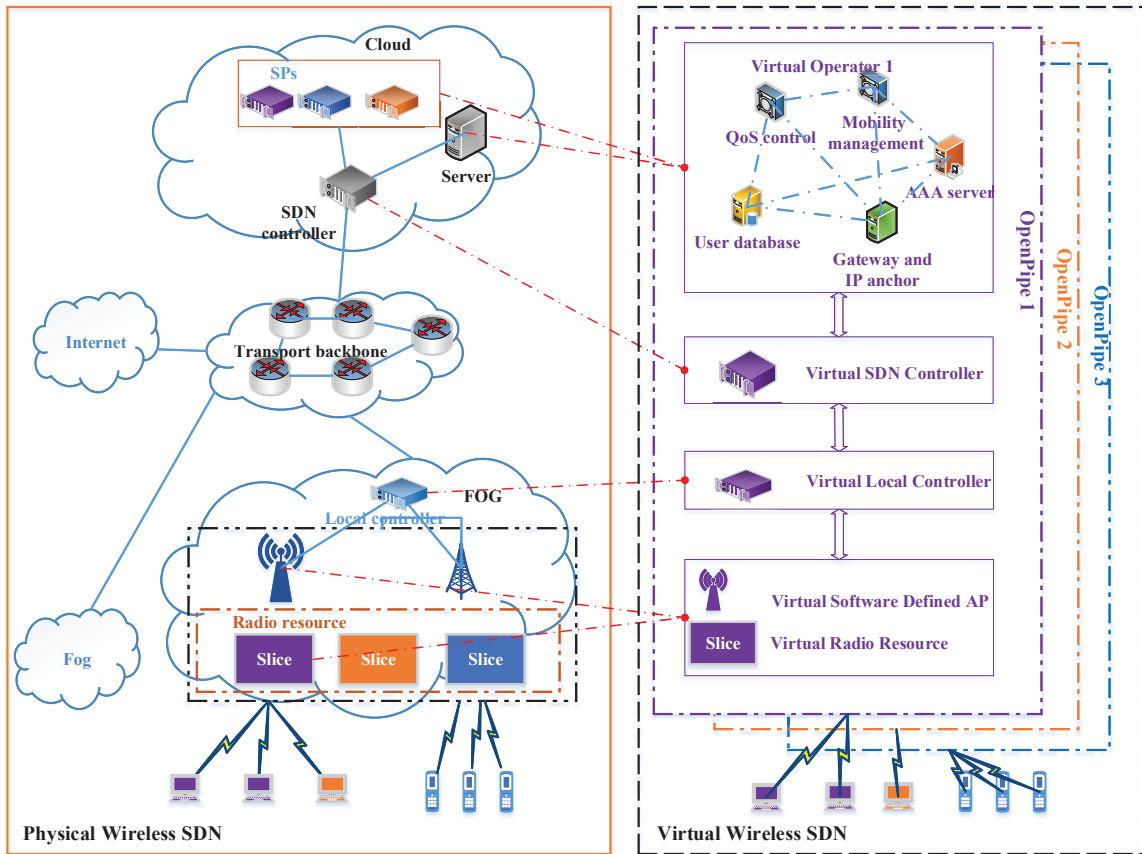 Cloud
SPs
Server
SDN
controller
Internet
Transport backbone
FOG
Local controller
Radio resource
Slice
Slice
Slice
Fog
Physical Wireless SDN
Virtual Operator 1
QoS control
Mobility
management
AAA server
User database
Gateway and
IP anchor
Virtual SDN Controller
Virtual Local Controller
Virtual Software Defined AP
Slice
Virtual Radio Resource
OpenPipe 1
OpenPipe 2
OpenPipe 3
Virtual Wireless SDN